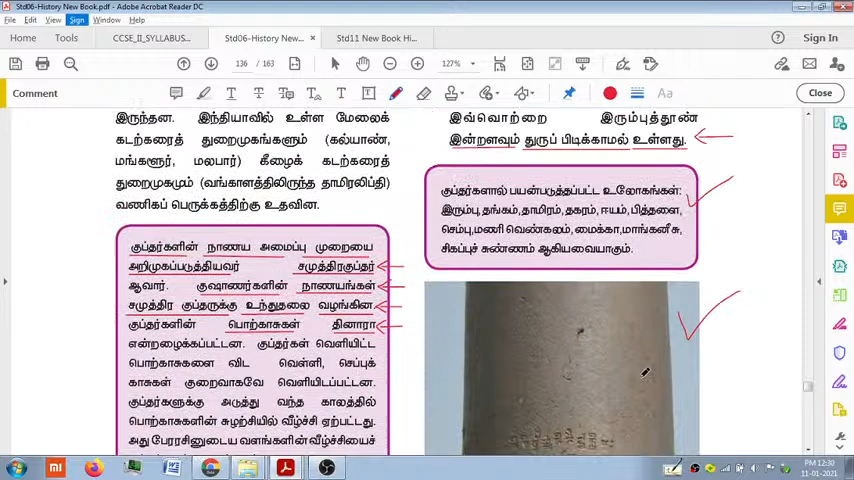 Std06-History New Book.pdf - Adobe Acrobat Reader DC
File Edit View Sign Window Help
Home Tools CCSE_II_SYLLABUS... Std06-History New... × Std11 New Book Hi... Sign In
136 / 163 127%
Comment Aa Close
இருந்தன. இந்தியாவில் உள்ள மேலைக்
கடற்கரைத் துறைமுகங்களும் (கல்யாண்,
மங்களூர், மலபார்) கீழைக் கடற்கரைத்
துறைமுகமும் (வங்காளத்திலிருந்த தாமிரலிப்தி)
வணிகப் பெருக்கத்திற்கு உதவின.
குப்தர்களின் நாணய அமைப்பு முறையை
அறிமுகப்படுத்தியவர் சமுத்திரகுப்தர்
ஆவார். குஷாணர்களின் நாணயங்கள்
சமுத்திர குப்தருக்கு உந்துதலை வழங்கின.
குப்தர்களின் பொற்காசுகள் தினாரா
என்றழைக்கப்பட்டன. குப்தர்கள் வெளியிட்ட
பொற்காசுகளை விட வெள்ளி, செப்புக்
காசுகள் குறைவாகவே வெளியிடப்பட்டன.
குப்தர்களுக்கு அடுத்து வந்த காலத்தில்
பொற்காசுகளின் சுழற்சியில் வீழ்ச்சி ஏற்பட்டது.
அது பேரரசினுடைய வளங்களின் வீழ்ச்சியைச்
இவ்வொற்றை இரும்புத்தூண்
இன்றளவும் துருப் பிடிக்காமல் உள்ளது.
குப்தர்களால் பயன்படுத்தப்பட்ட உலோகங்கள்:
இரும்பு, தங்கம், தாமிரம், தகரம், ஈயம், பித்தளை,
செம்பு, மணி வெண்கலம், மைக்கா, மாங்கனீசு,
சிகப்புச் சுண்ணம் ஆகியவையாகும்.
PM 12:30
11-01-2021